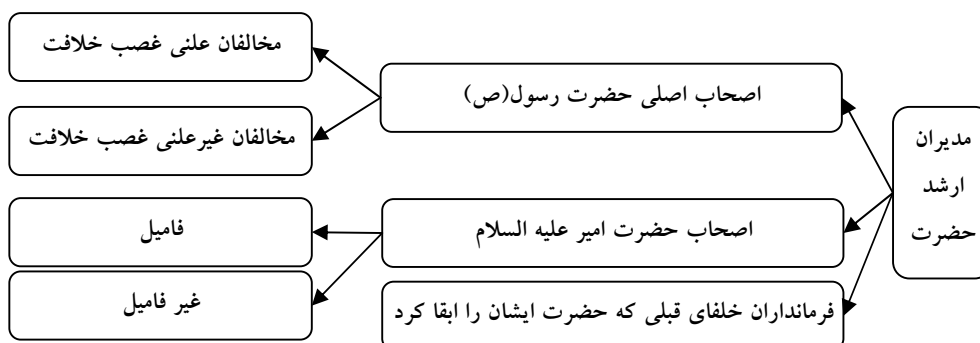 مدیران
ارشد
حضرت
اصحاب اصلی حضرت رسول(ص)
مخالفان علنی غصب خلافت
مخالفان غیرعلنی غصب خلافت
اصحاب حضرت امیر علیه السلام
فامیل
غیر فامیل
فرمانداران خلفای قبلی که حضرت ایشان را ابقا کرد